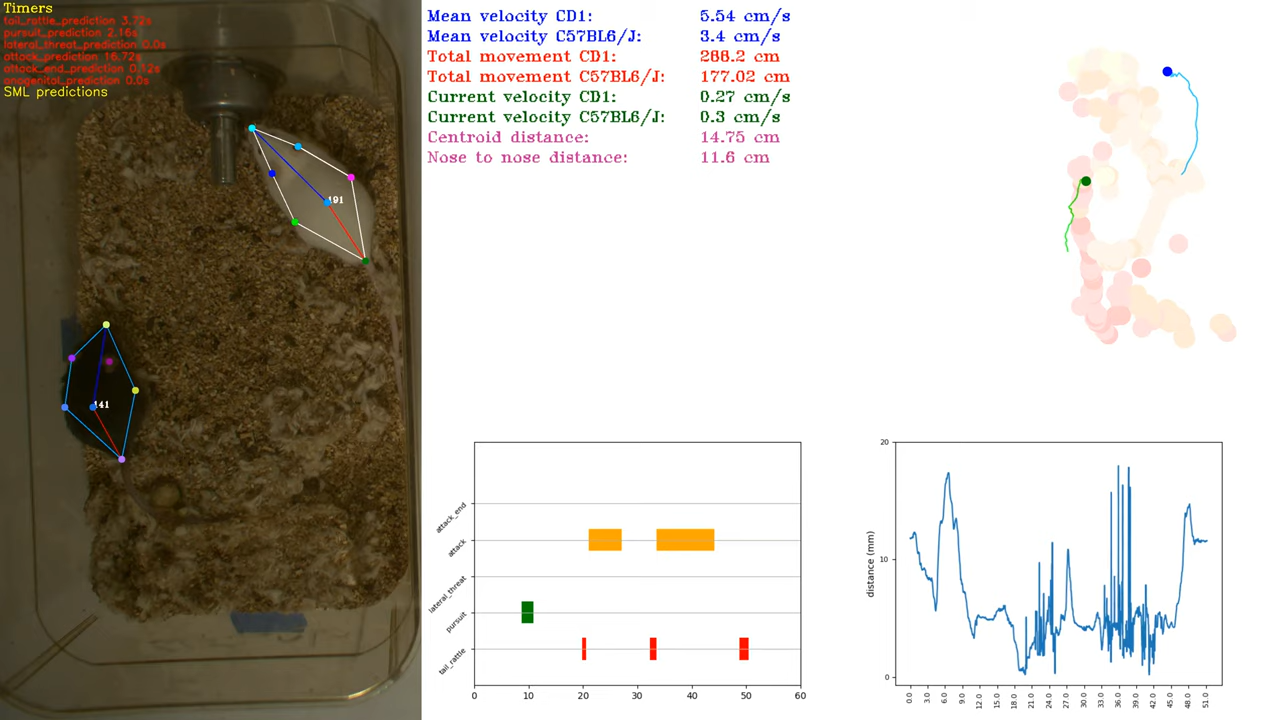 Timers
tail_rattle_prediction 3.72s
pursuit_prediction 2.16s
lateral_threat_prediction 0.0s
attack_prediction 16.72s
attack_end_prediction 0.12s
anogenital_prediction 0.0s
SML predictions
191
141
Mean velocity CD1: 5.54 cm/s
Mean velocity C57BL6/J: 3.4 cm/s
Total movement CD1: 288.2 cm
Total movement C57BL6/J: 177.02 cm
Current velocity CD1: 0.27 cm/s
Current velocity C57BL6/J: 0.3 cm/s
Centroid distance: 14.75 cm
Nose to nose distance: 11.6 cm
attack_end
attack
lateral_threat
pursuit
tail_rattle
0 10 20 30 40 50 60
distance (mm)
20
10
0
0.0 3.0 6.0 9.0 12.0 15.0 18.0 21.0 24.0 27.0 30.0 33.0 36.0 39.0 42.0 45.0 48.0 51.0